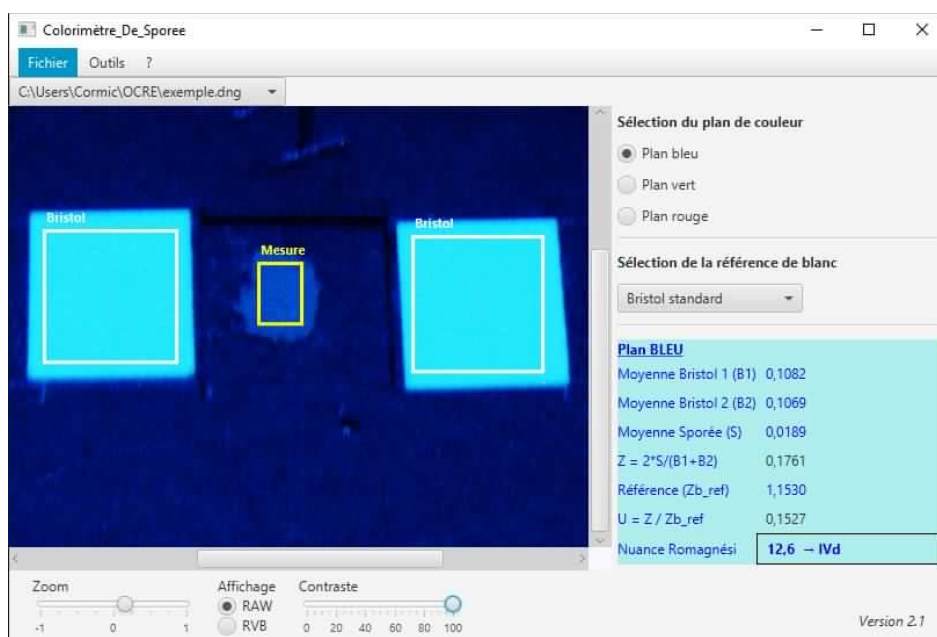 Colorimètre_De_Sporee
Fichier Outils ?
C:\Users\Cormic\OCRE\exemple.dng
Bristol
Mesure
Bristol
Sélection du plan de couleur
Plan bleu
Plan vert
Plan rouge
Sélection de la référence de blanc
Bristol standard
Plan BLEU
Moyenne Bristol 1 (B1) 0,1082
Moyenne Bristol 2 (B2) 0,1069
Moyenne Sporée (S) 0,0189
Z = 2*S/(B1+B2) 0,1761
Référence (Zb_ref) 1,1530
U = Z / Zb_ref 0,1527
Nuance Romagnési 12,6 → IVd
Zoom
-1 0 1
Affichage
RAW
RVB
Contraste
0 20 40 60 80 100
Version 2.1